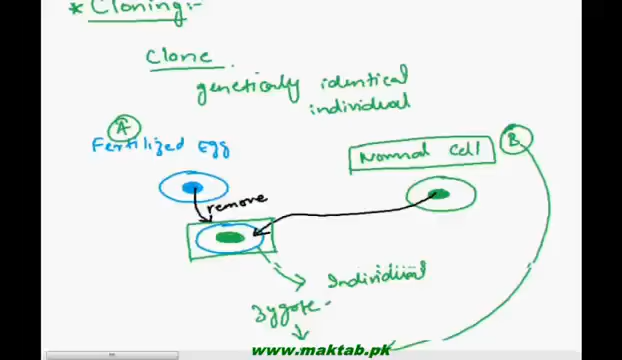 * Cloning:-
Clone
genetically identical
individual
A
Fertilized Egg
Normal Cell
B
remove
Individual
Zygote -
www.maktab.pk